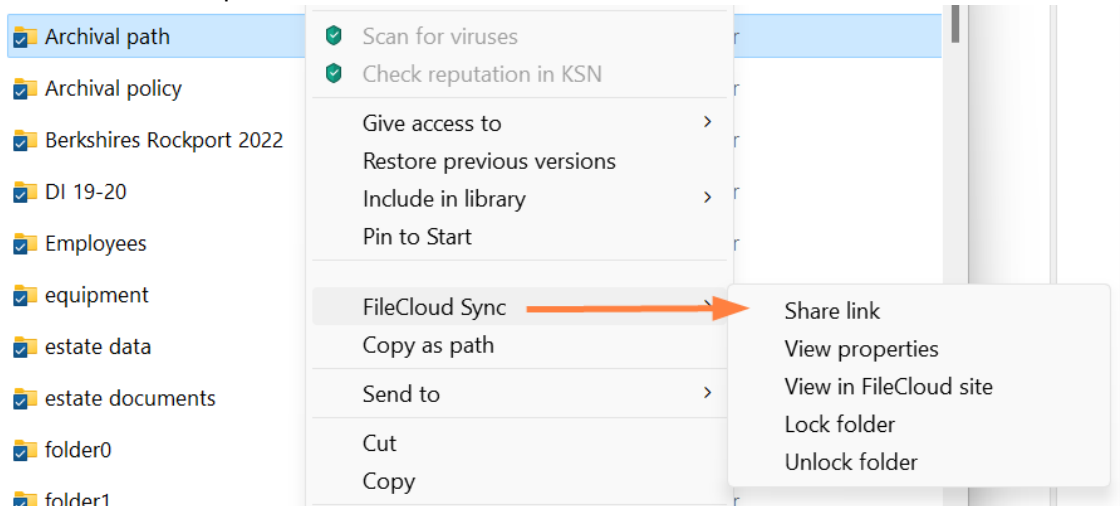 Archival path
Archival policy
Berkshires Rockport 2022
DI 19-20
Employees
equipment
estate data
estate documents
folder0
folder1
Scan for viruses
Check reputation in KSN
Give access to
Restore previous versions
Include in library
Pin to Start
FileCloud Sync
Copy as path
Send to
Cut
Copy
Share link
View properties
View in FileCloud site
Lock folder
Unlock folder